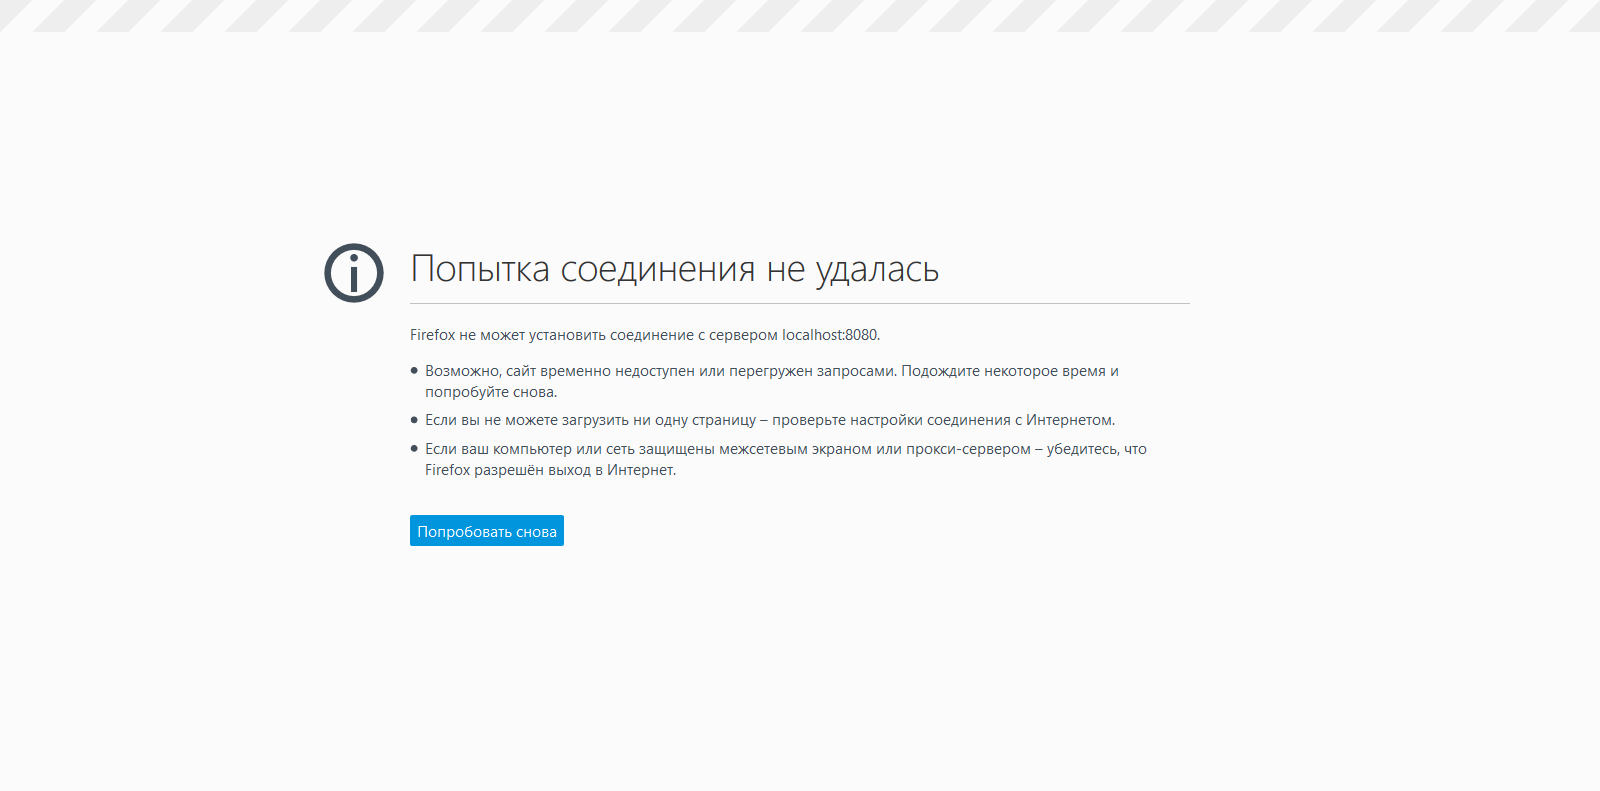 Попытка соединения не удалась
Firefox не может установить соединение с сервером localhost:8080.
● Возможно, сайт временно недоступен или перегружен запросами. Подождите некоторое время и
попробуйте снова.
● Если вы не можете загрузить ни одну страницу – проверьте настройки соединения с Интернетом.
● Если ваш компьютер или сеть защищены межсетевым экраном или прокси-сервером – убедитесь, что
Firefox разрешён выход в Интернет.
Попробовать снова